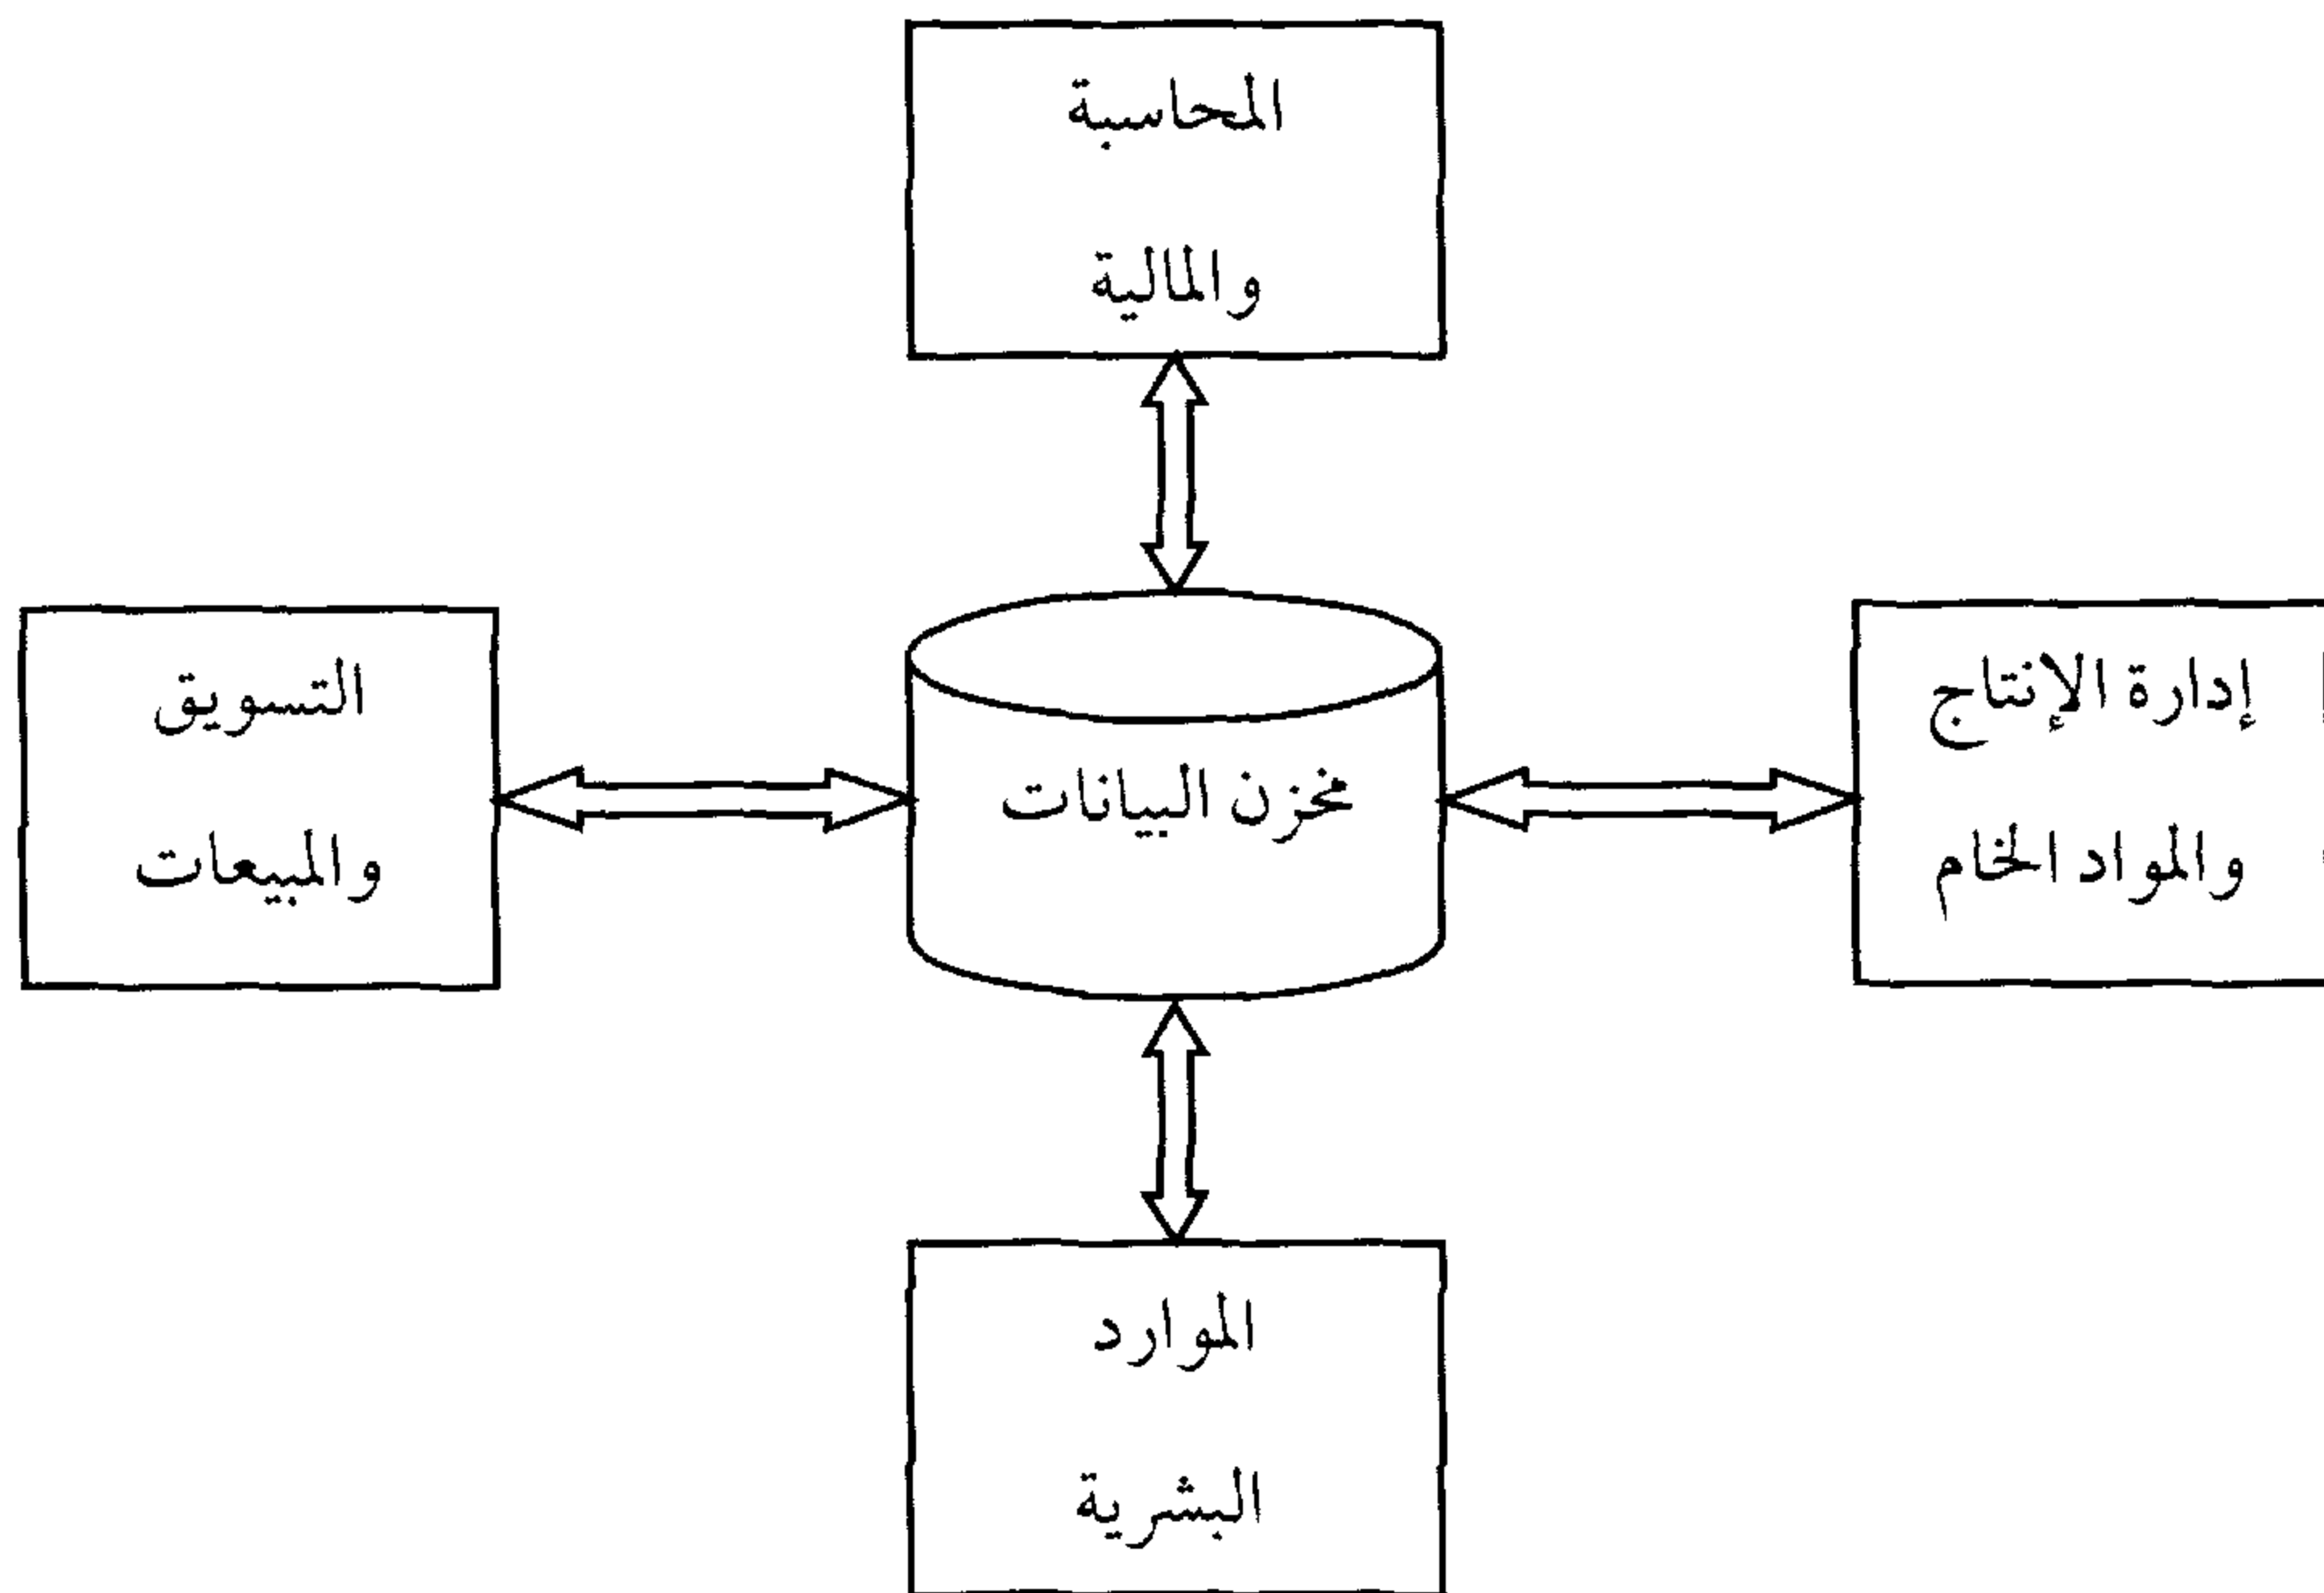 المحاسبة
والمالية
إدارة الإنتاج
والمواد الخام
مخزن البيانات
التسويق
والمبيعات
الموارد
البشرية